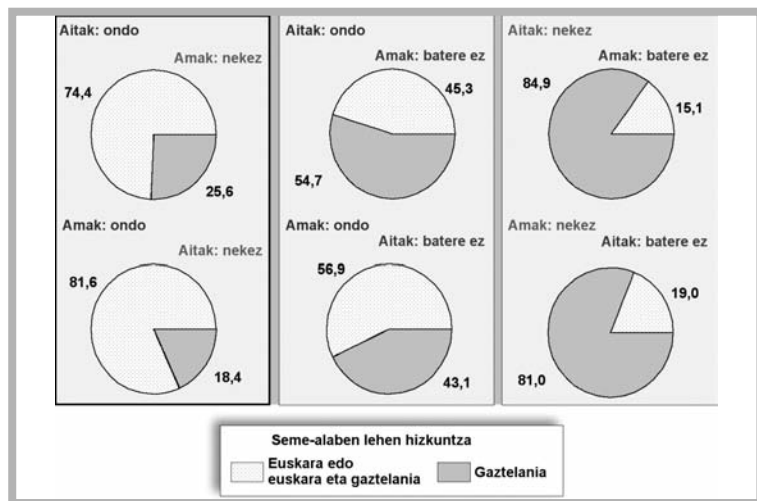 Aitak: ondo
Amak: nekez
74,4
25,6
Amak: ondo
Aitak: nekez
81,6
18,4
Aitak: ondo
Amak: batere ez
45,3
54,7
Amak: ondo
Aitak: batere ez
56,9
43,1
Aitak: nekez
Amak: batere ez
84,9
15,1
Amak: nekez
Aitak: batere ez
19,0
81,0
Seme-alaben lehen hizkuntza
Euskara edo
euskara eta gaztelania
Gaztelania